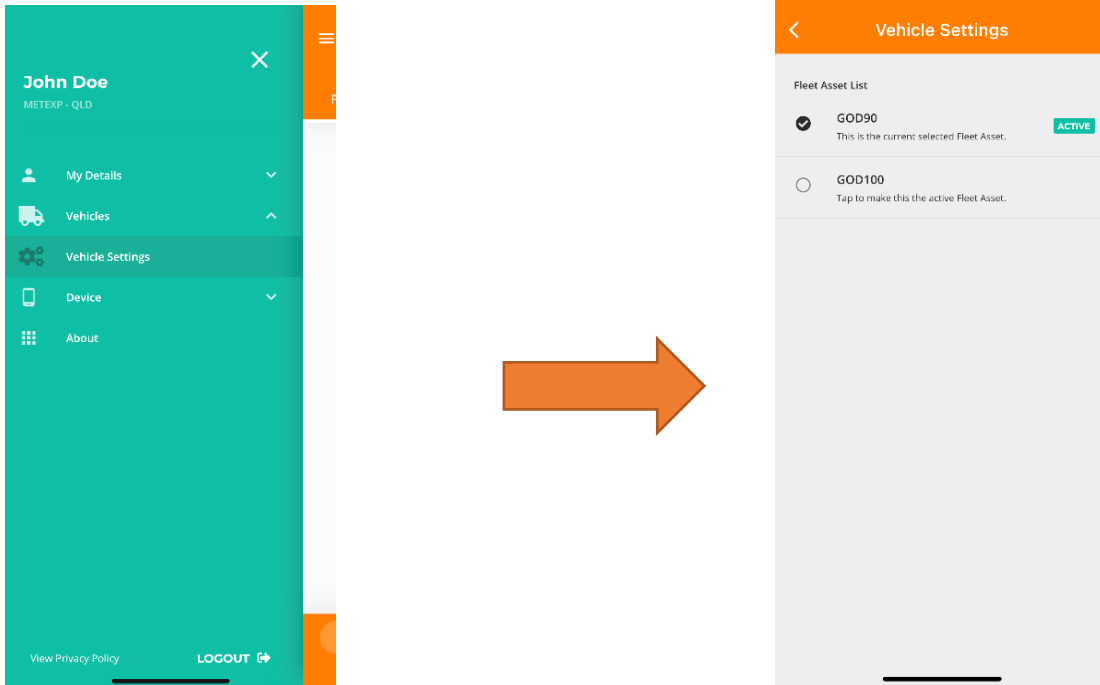 John Doe
METEXP - QLD
My Details
Vehicles
Vehicle Settings
Device
About
View Privacy Policy
LOGOUT
F
Vehicle Settings
Fleet Asset List
GOD90
This is the current selected Fleet Asset.
ACTIVE
GOD100
Tap to make this the active Fleet Asset.